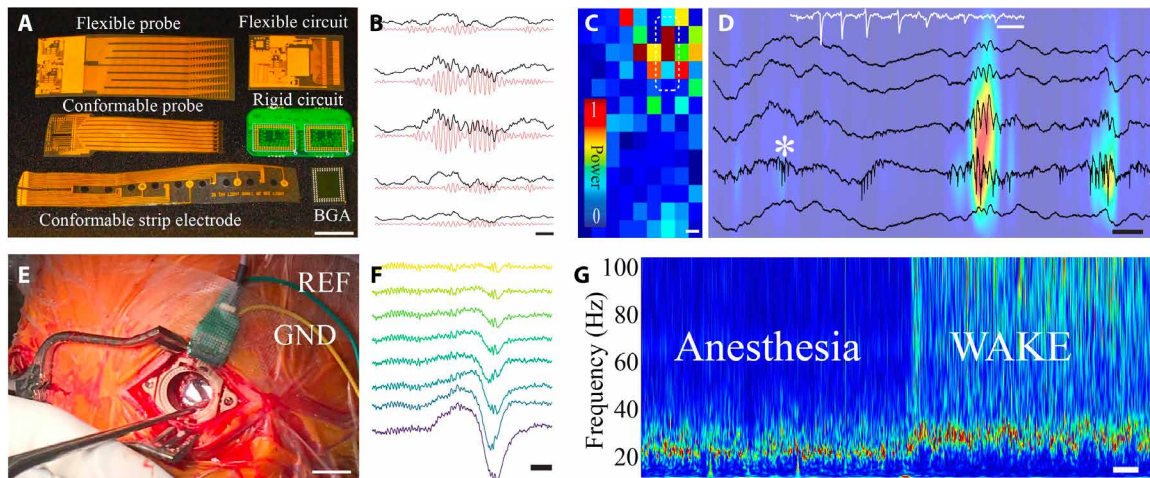 A
Flexible probe
Flexible circuit
Conformable probe
Rigid circuit
Conformable strip electrode
BGA
B
C
1
Power
0
D
*
E
REF
GND
F
G
Frequency (Hz)
100
80
60
40
20
Anesthesia
WAKE